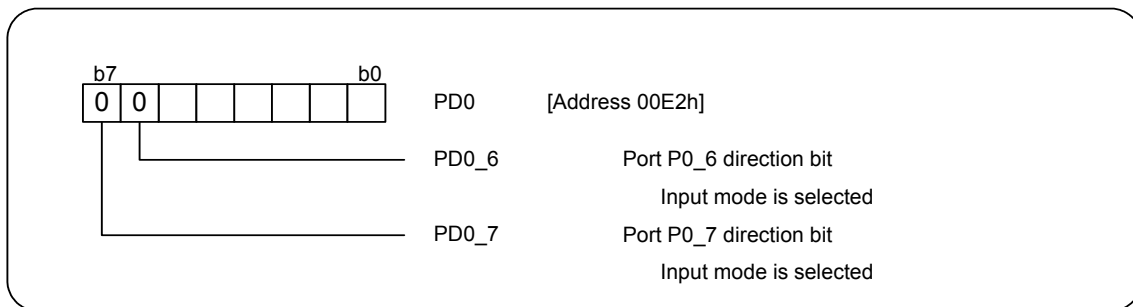 b7 b0
0 0 PD0 [Address 00E2h]
PD0_6 Port P0_6 direction bit
Input mode is selected
PD0_7 Port P0_7 direction bit
Input mode is selected